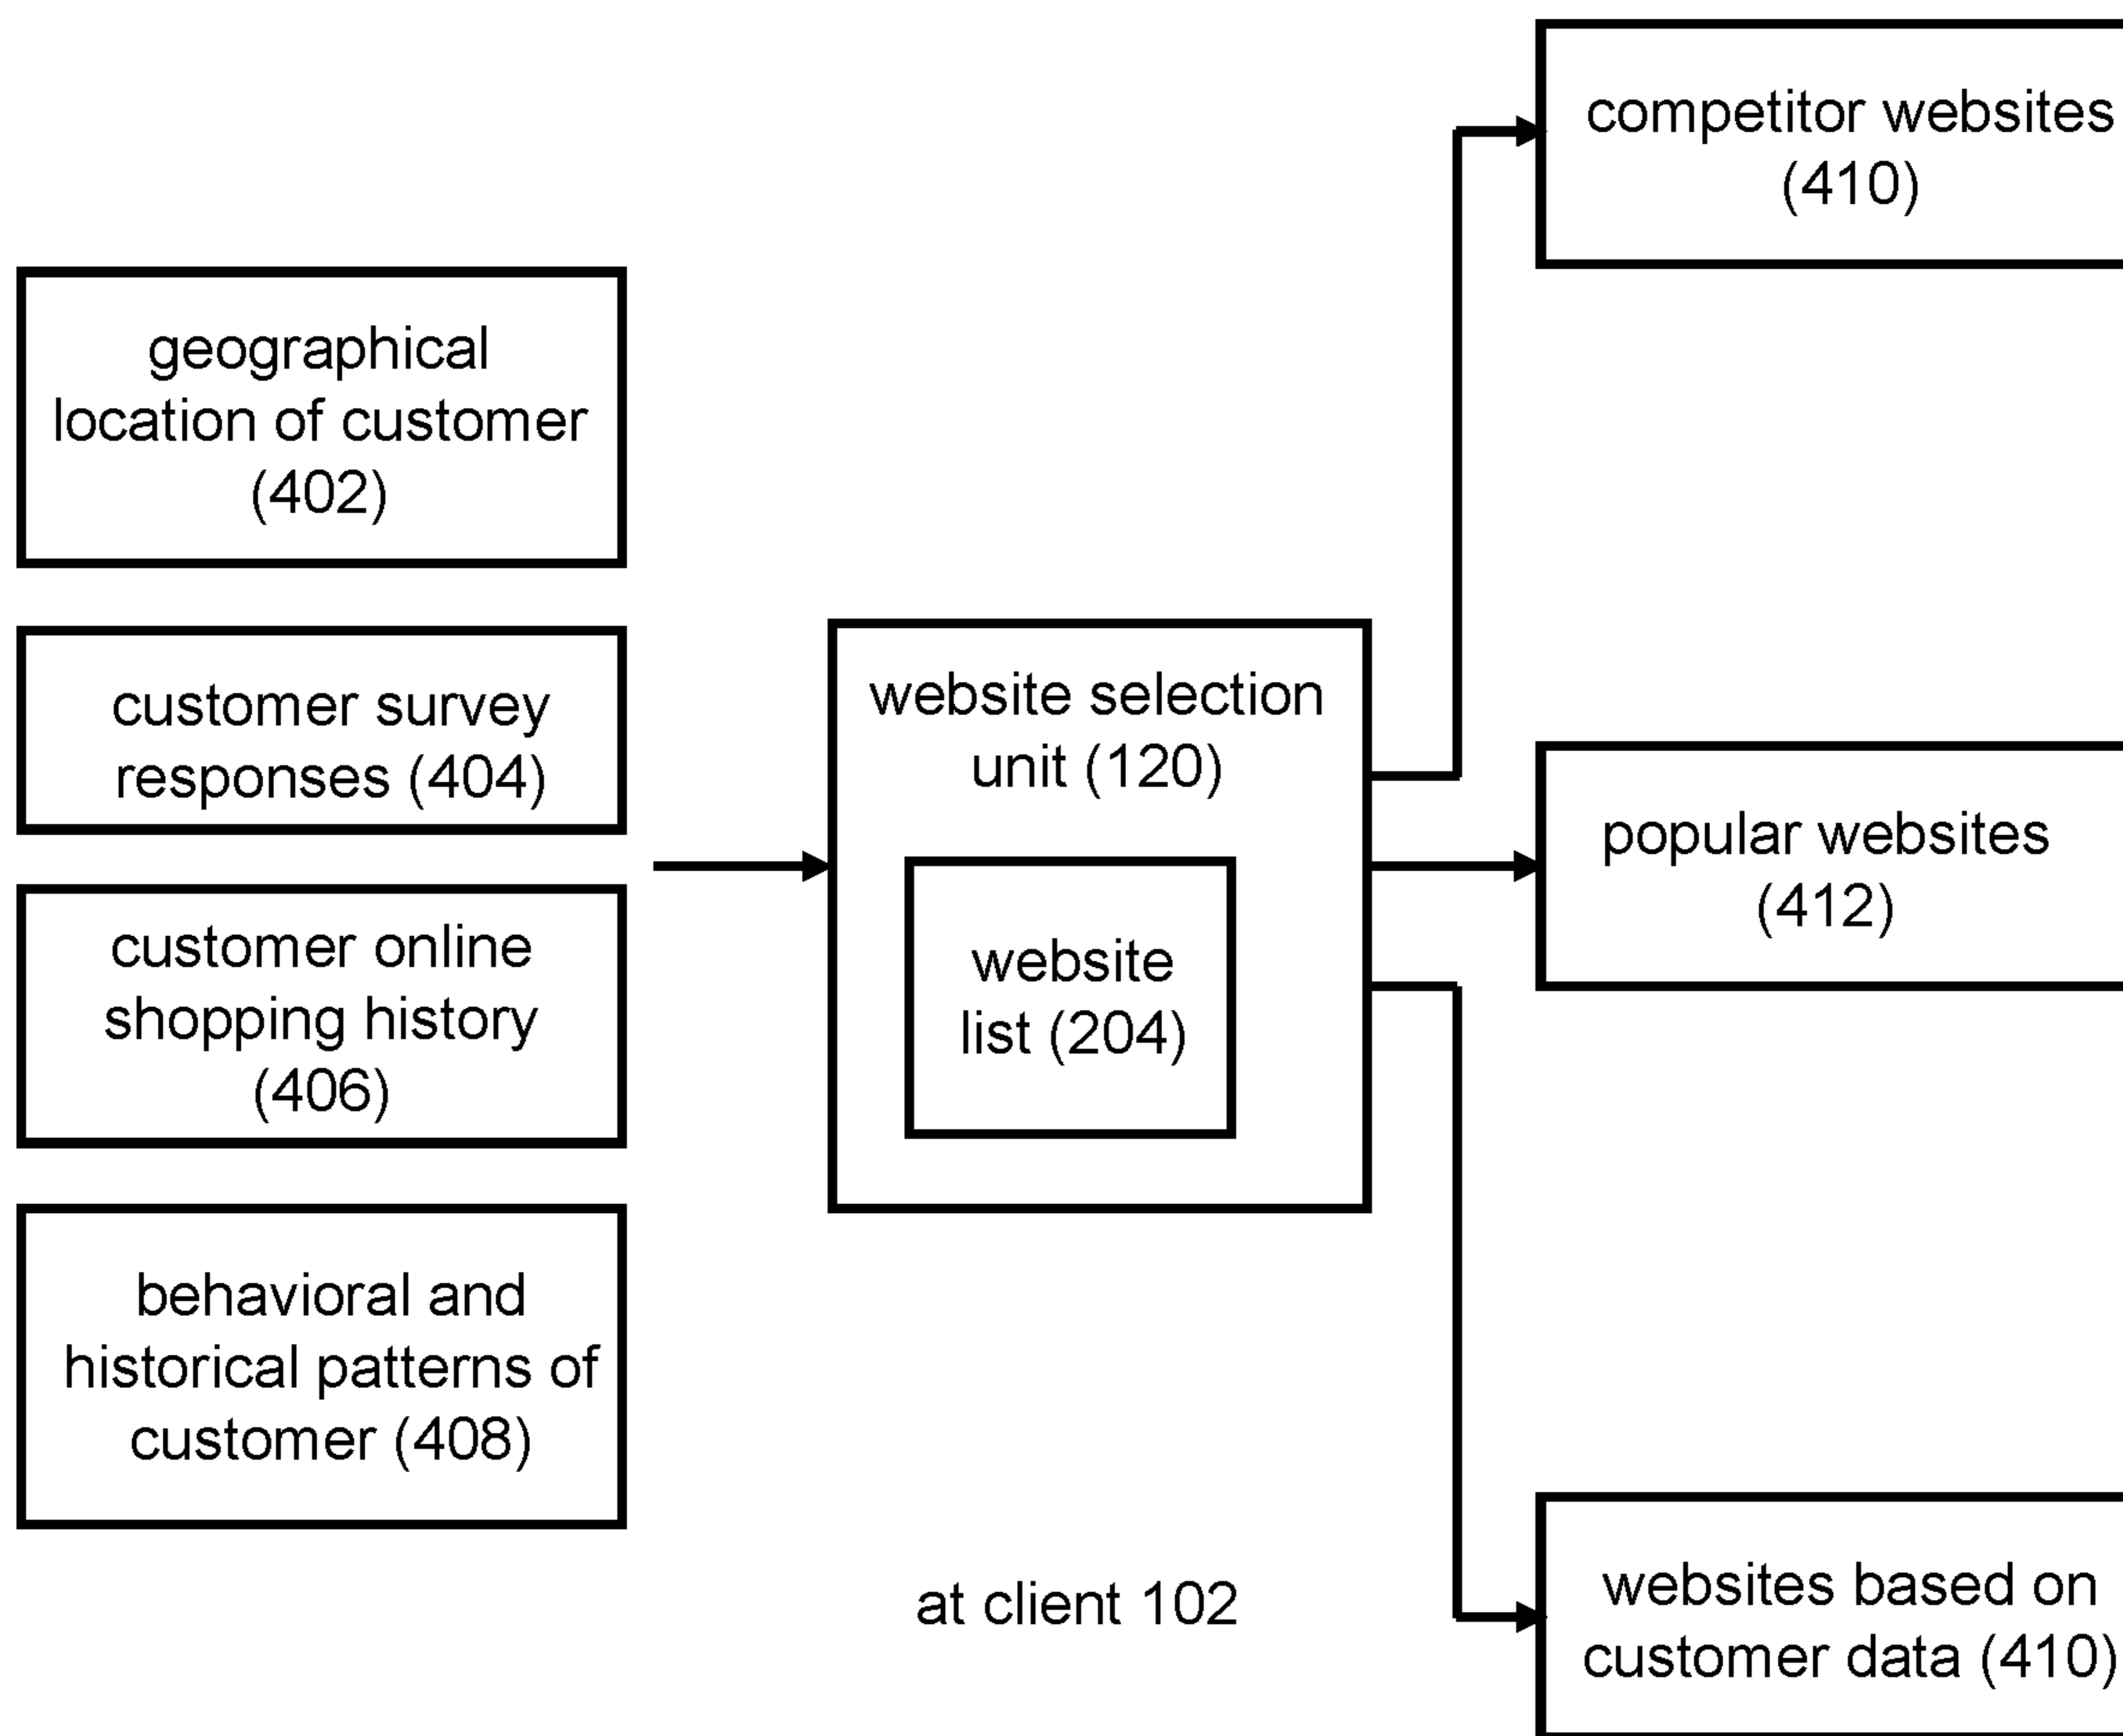 geographical
location of customer
(402)
customer survey
responses (404)
customer online
shopping history
(406)
behavioral and
historical patterns of
customer (408)
website selection
unit (120)
website
list (204)
at client 102
competitor websites
(410)
popular websites
(412)
websites based on
customer data (410)